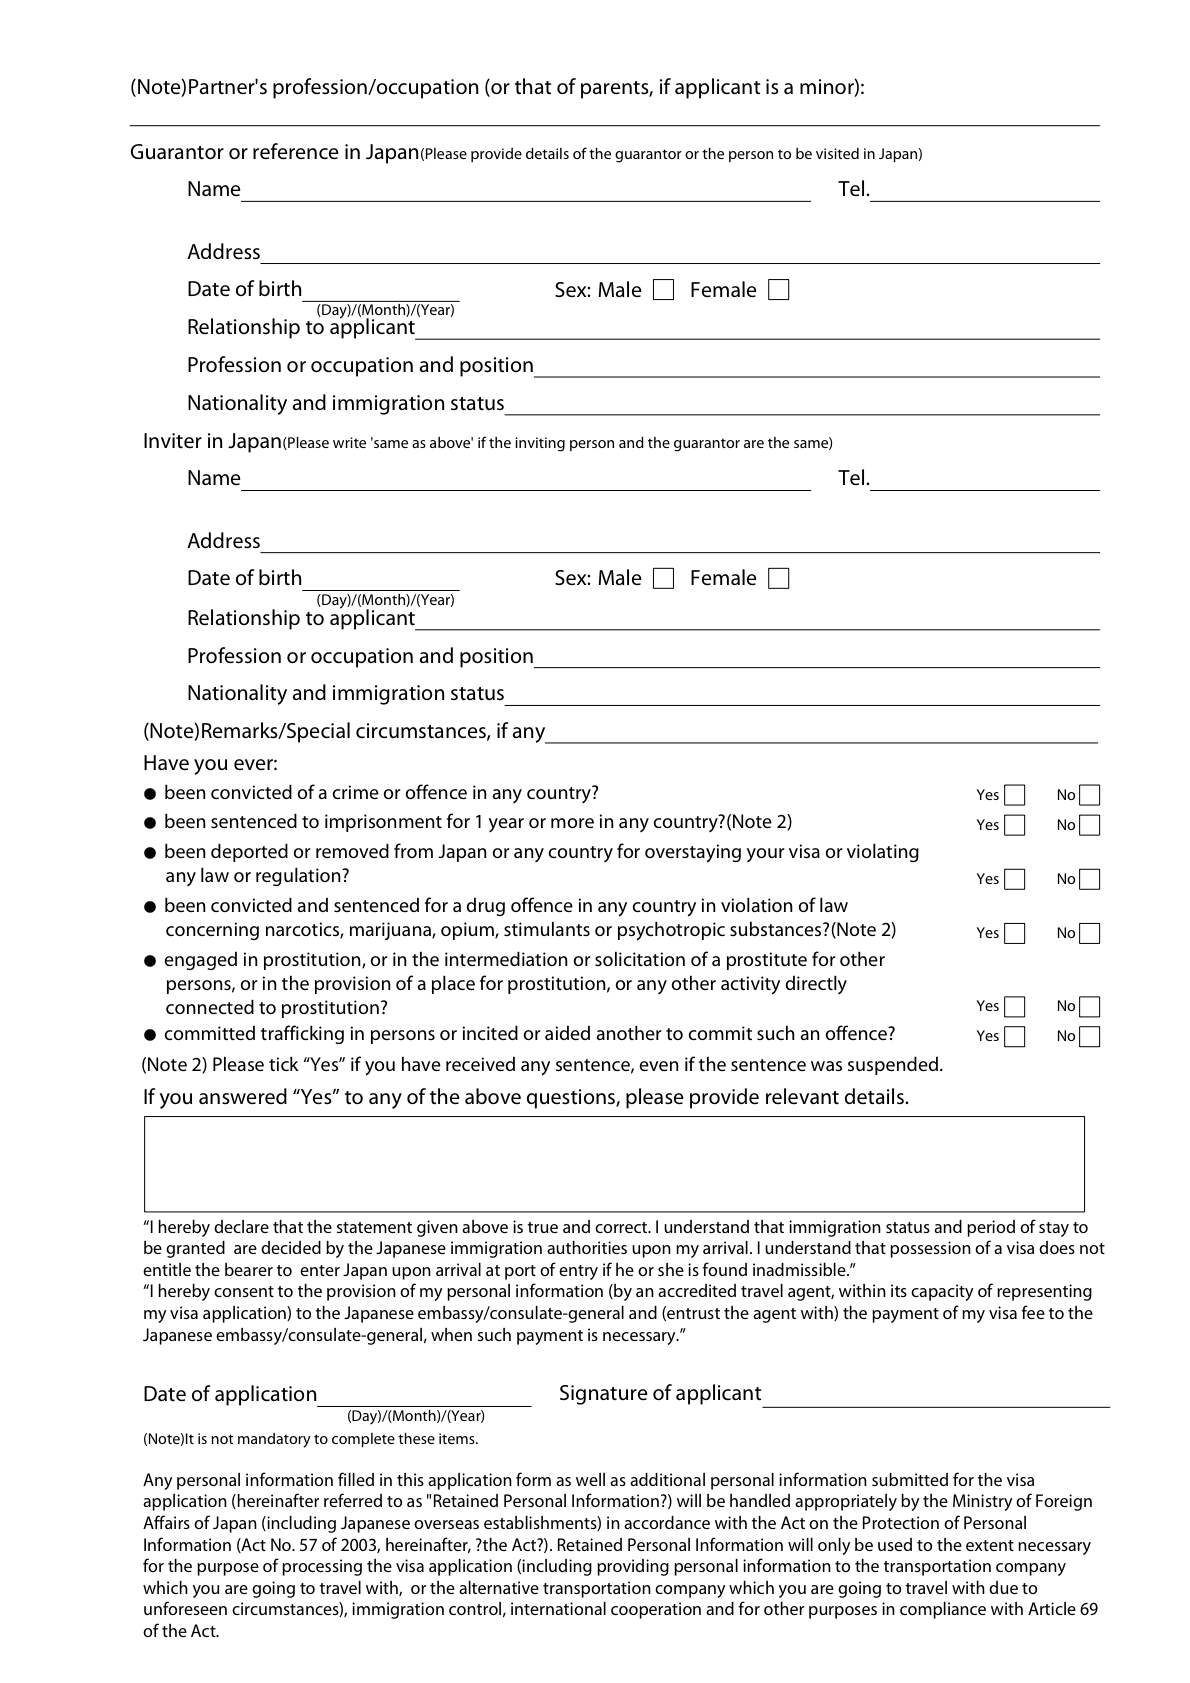 (Note)Partner's profession/occupation (or that of parents, if applicant is a minor):
Guarantor or reference in Japan(Please provide details of the guarantor or the person to be visited in Japan)
Name Tel.
Address
Date of birth Sex: Male Female
(Day)/(Month)/(Year)
Relationship to applicant
Profession or occupation and position
Nationality and immigration status
Inviter in Japan(Please write 'same as above' if the inviting person and the guarantor are the same)
Name Tel.
Address
Date of birth Sex: Male Female
(Day)/(Month)/(Year)
Relationship to applicant
Profession or occupation and position
Nationality and immigration status
(Note)Remarks/Special circumstances, if any
Have you ever:
● been convicted of a crime or offence in any country? Yes No
● been sentenced to imprisonment for 1 year or more in any country?(Note 2) Yes No
● been deported or removed from Japan or any country for overstaying your visa or violating
any law or regulation? Yes No
● been convicted and sentenced for a drug offence in any country in violation of law
concerning narcotics, marijuana, opium, stimulants or psychotropic substances?(Note 2) Yes No
● engaged in prostitution, or in the intermediation or solicitation of a prostitute for other
persons, or in the provision of a place for prostitution, or any other activity directly
connected to prostitution? Yes No
● committed trafficking in persons or incited or aided another to commit such an offence? Yes No
(Note 2) Please tick “Yes” if you have received any sentence, even if the sentence was suspended.
If you answered “Yes” to any of the above questions, please provide relevant details.
“I hereby declare that the statement given above is true and correct. I understand that immigration status and period of stay to
be granted are decided by the Japanese immigration authorities upon my arrival. I understand that possession of a visa does not
entitle the bearer to enter Japan upon arrival at port of entry if he or she is found inadmissible.”
“I hereby consent to the provision of my personal information (by an accredited travel agent, within its capacity of representing
my visa application) to the Japanese embassy/consulate-general and (entrust the agent with) the payment of my visa fee to the
Japanese embassy/consulate-general, when such payment is necessary.”
Date of application Signature of applicant
(Day)/(Month)/(Year)
(Note)It is not mandatory to complete these items.
Any personal information filled in this application form as well as additional personal information submitted for the visa
application (hereinafter referred to as "Retained Personal Information?) will be handled appropriately by the Ministry of Foreign
Affairs of Japan (including Japanese overseas establishments) in accordance with the Act on the Protection of Personal
Information (Act No. 57 of 2003, hereinafter, ?the Act?). Retained Personal Information will only be used to the extent necessary
for the purpose of processing the visa application (including providing personal information to the transportation company
which you are going to travel with, or the alternative transportation company which you are going to travel with due to
unforeseen circumstances), immigration control, international cooperation and for other purposes in compliance with Article 69
of the Act.